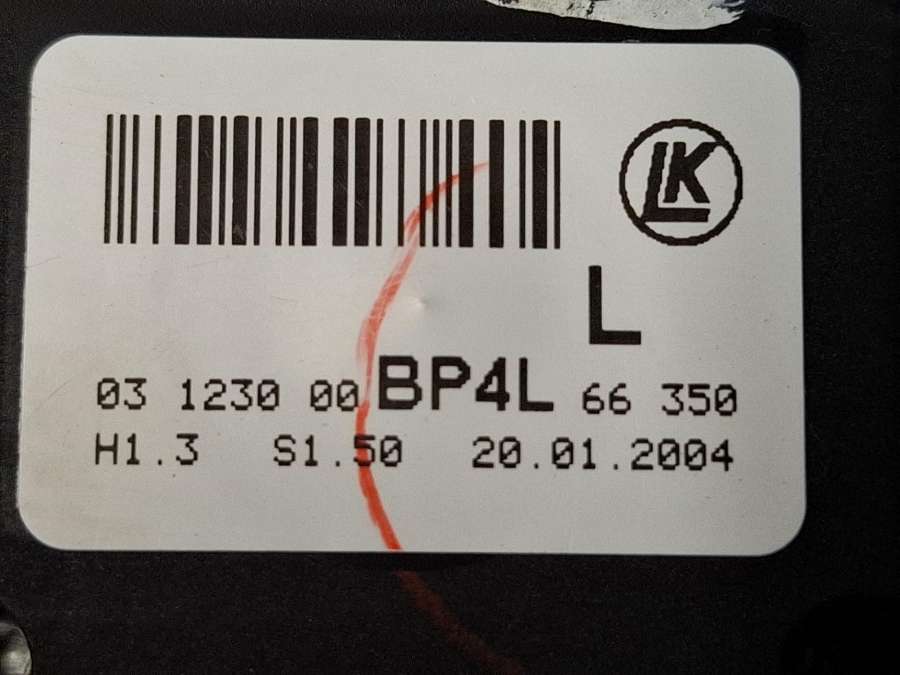 LK
L
03 1230 00 BP4L 66 350
H1.3 S1.50 20.01.2004